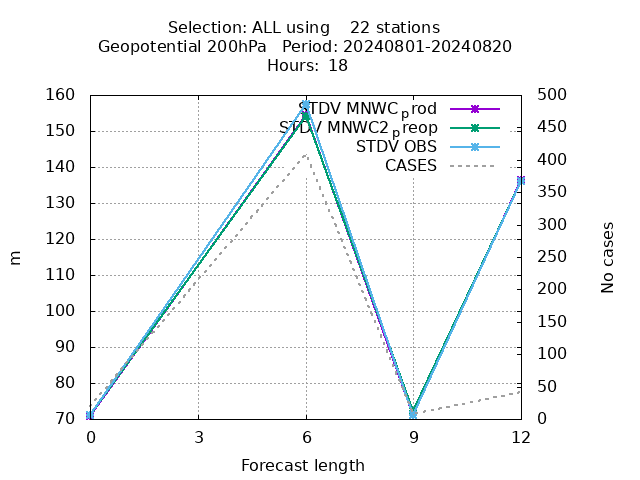 Selection: ALL using 22 stations
Geopotential 200hPa Period: 20240801-20240820
Hours: 18
STDV MNWC prod
STDV MNWC2 preop
STDV OBS
CASES
160
150
140
130
120
110
100
90
80
70
m
500
450
400
350
300
250
200
150
100
50
0
No cases
0 3 6 9 12
Forecast length